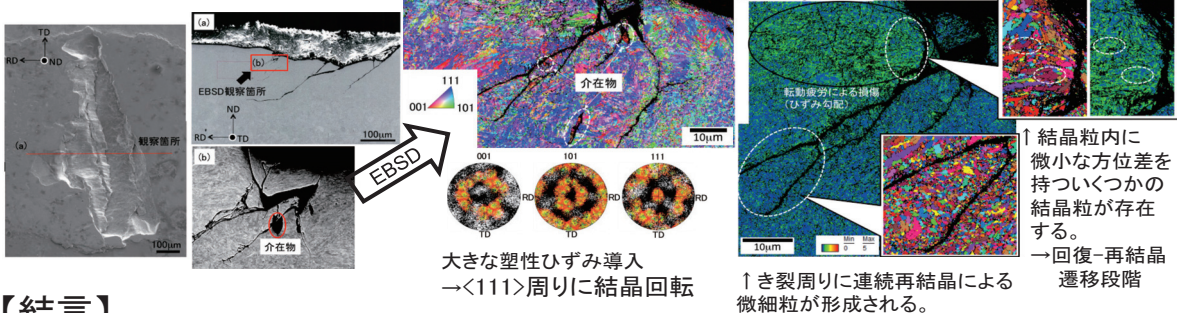 TD
RD
ND
(a)
観察箇所
100μm
(a)
(b)
EBSD観察箇所
ND
RD
TD
100μm
(b)
介在物
100μm
EBSD
111
001
101
介在物
10μm
001
101
111
RD
RD
RD
TD
TD
TD
大きな塑性ひずみ導入
→<111>周りに結晶回転
転動疲労による損傷
(ひずみ勾配)
10μm
Min Max
0 5
↑き裂周りに連続再結晶による
微細粒が形成される。
↑結晶粒内に
微小な方位差を
持ついくつかの
結晶粒が存在
する。
→回復−再結晶
遷移段階
【結言】